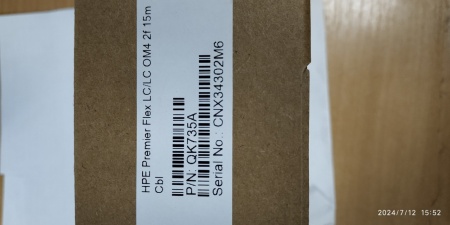 HPE Premier Flex LC/LC OM4 2f 15m
Cbl
P/N: QK735A
Serial No.: CNX34302M6
2024/7/12 15:52